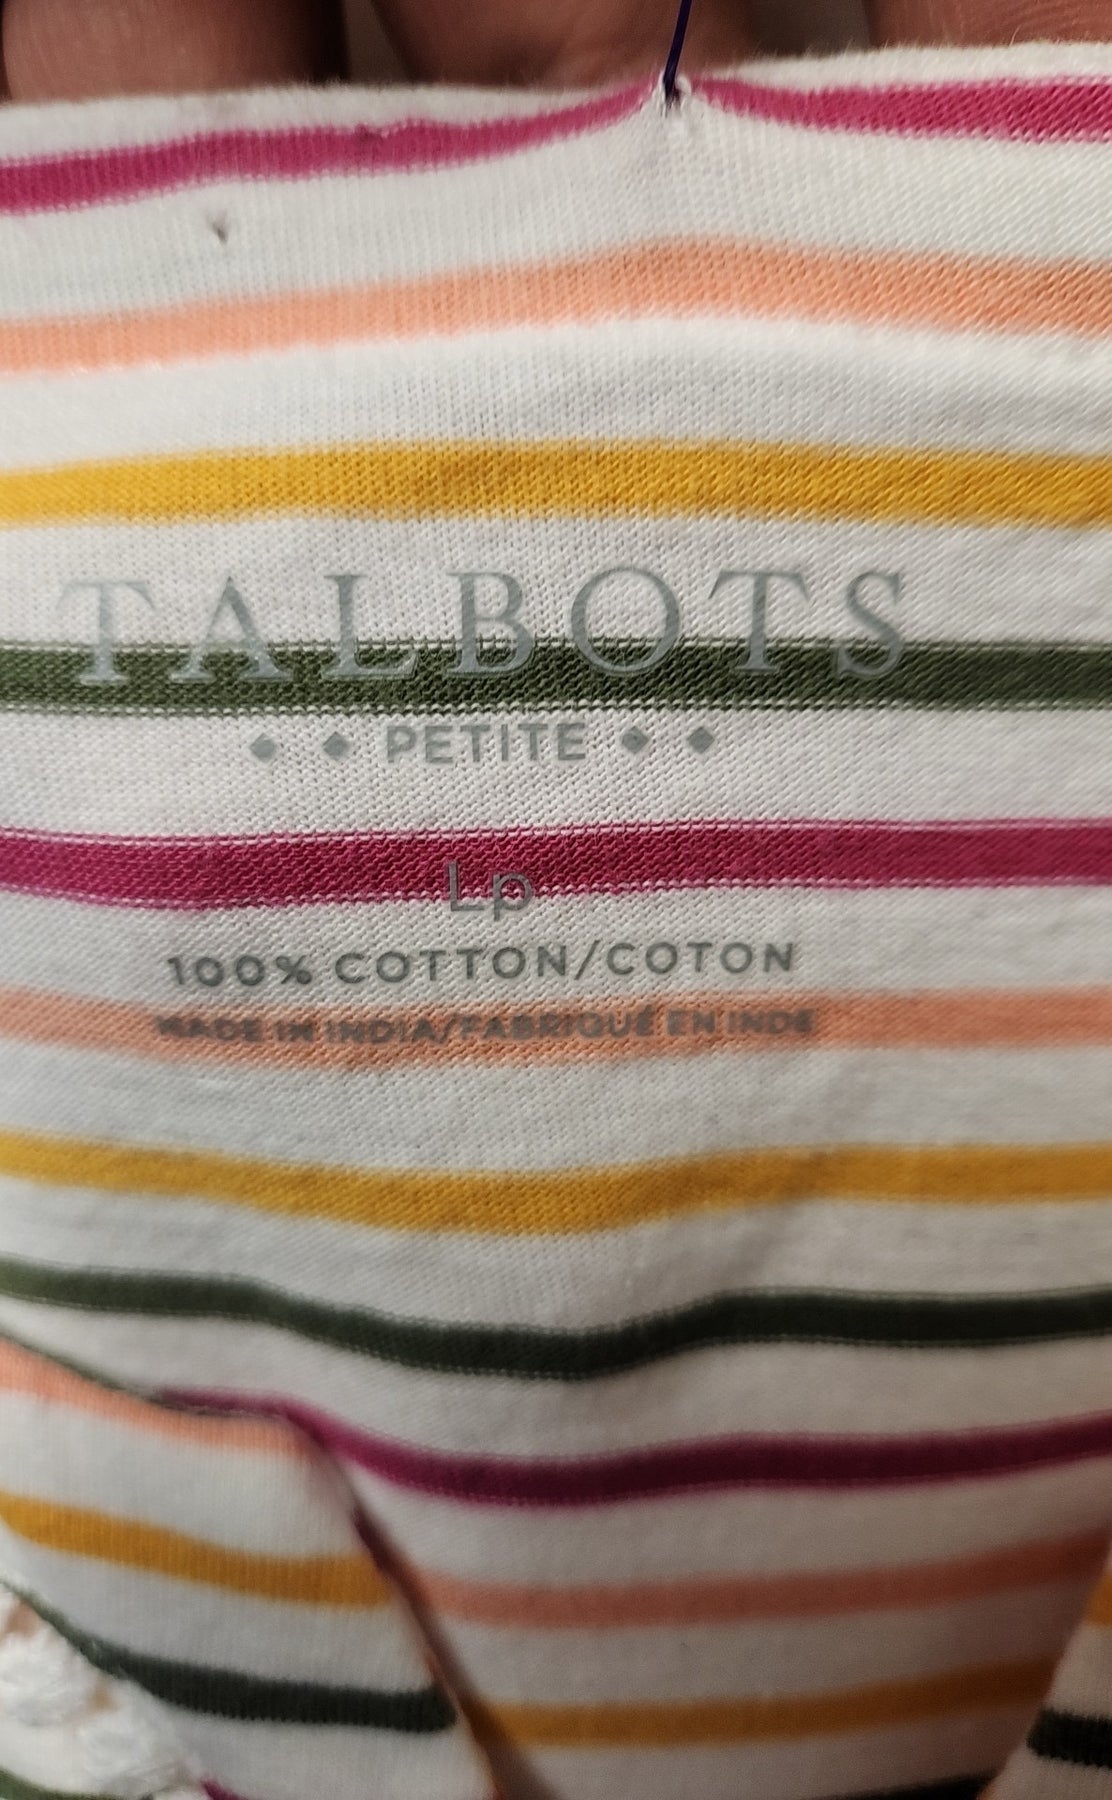 TALBOTS
PETITE
Lp
100% COTTON/COTON
MADE IN INDIA/FABRIQUÉ EN INDE